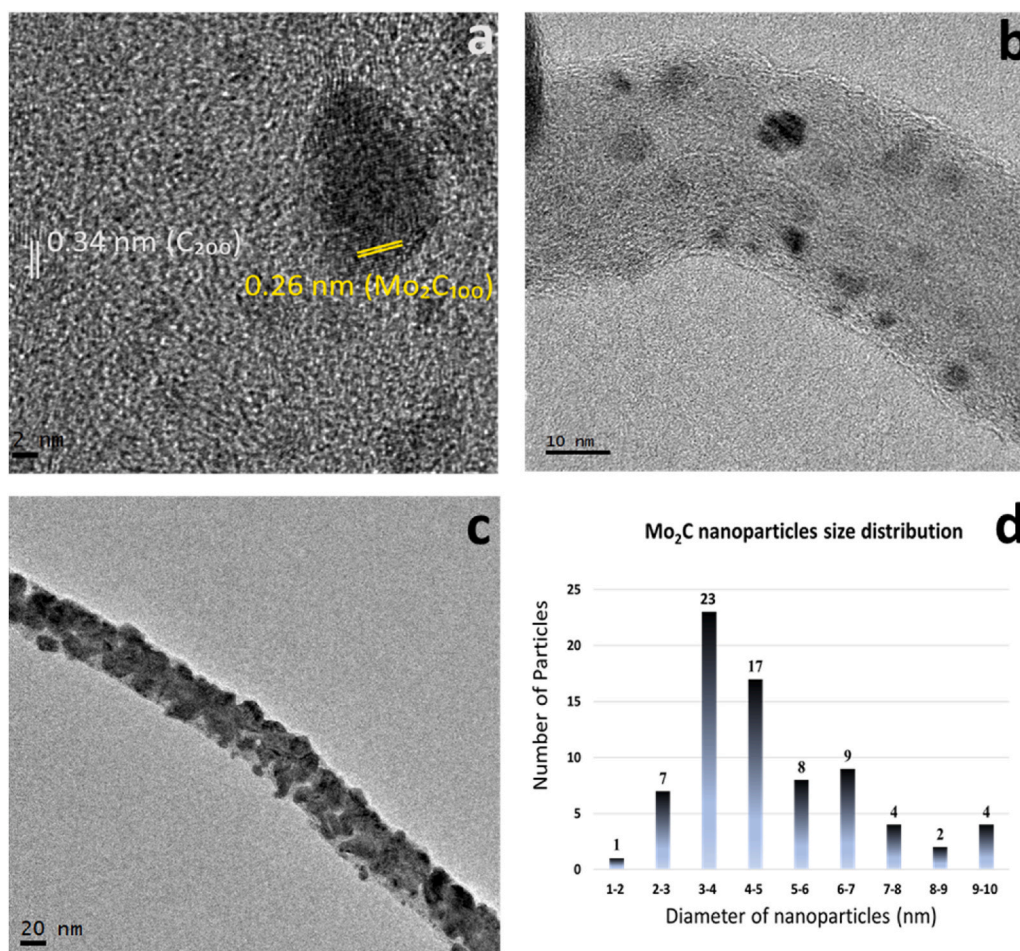 a
0.34 nm (C₂₀₀)
0.26 nm (Mo₂C₁₀₀)
2 nm
b
10 nm
c
20 nm
d
Mo₂C nanoparticles size distribution
Number of Particles
25
20
15
10
5
0
1
7
23
17
8
9
4
2
4
1-2 2-3 3-4 4-5 5-6 6-7 7-8 8-9 9-10
Diameter of nanoparticles (nm)